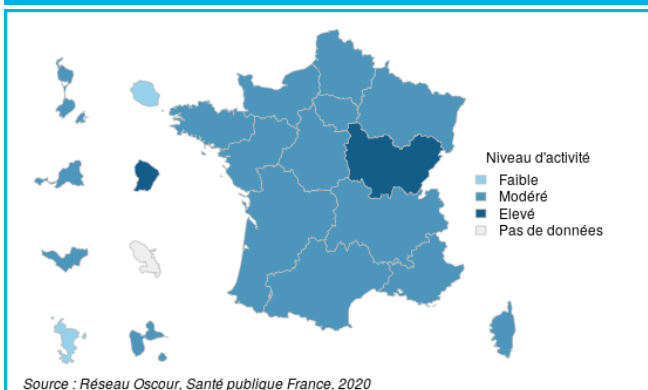 Niveau d'activité
Faible
Modéré
Elevé
Pas de données
Source : Réseau Oscour, Santé publique France, 2020